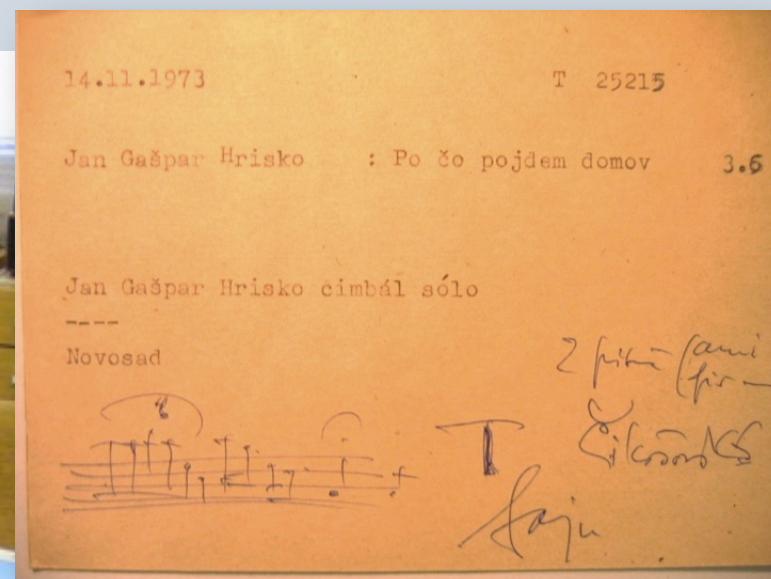 14.11.1973 T 25215
Jan Gašpar Hrisko : Po čo pojdem domov 3.6
Jan Gašpar Hrisko cimbál sólo
----
Novosad
2
T